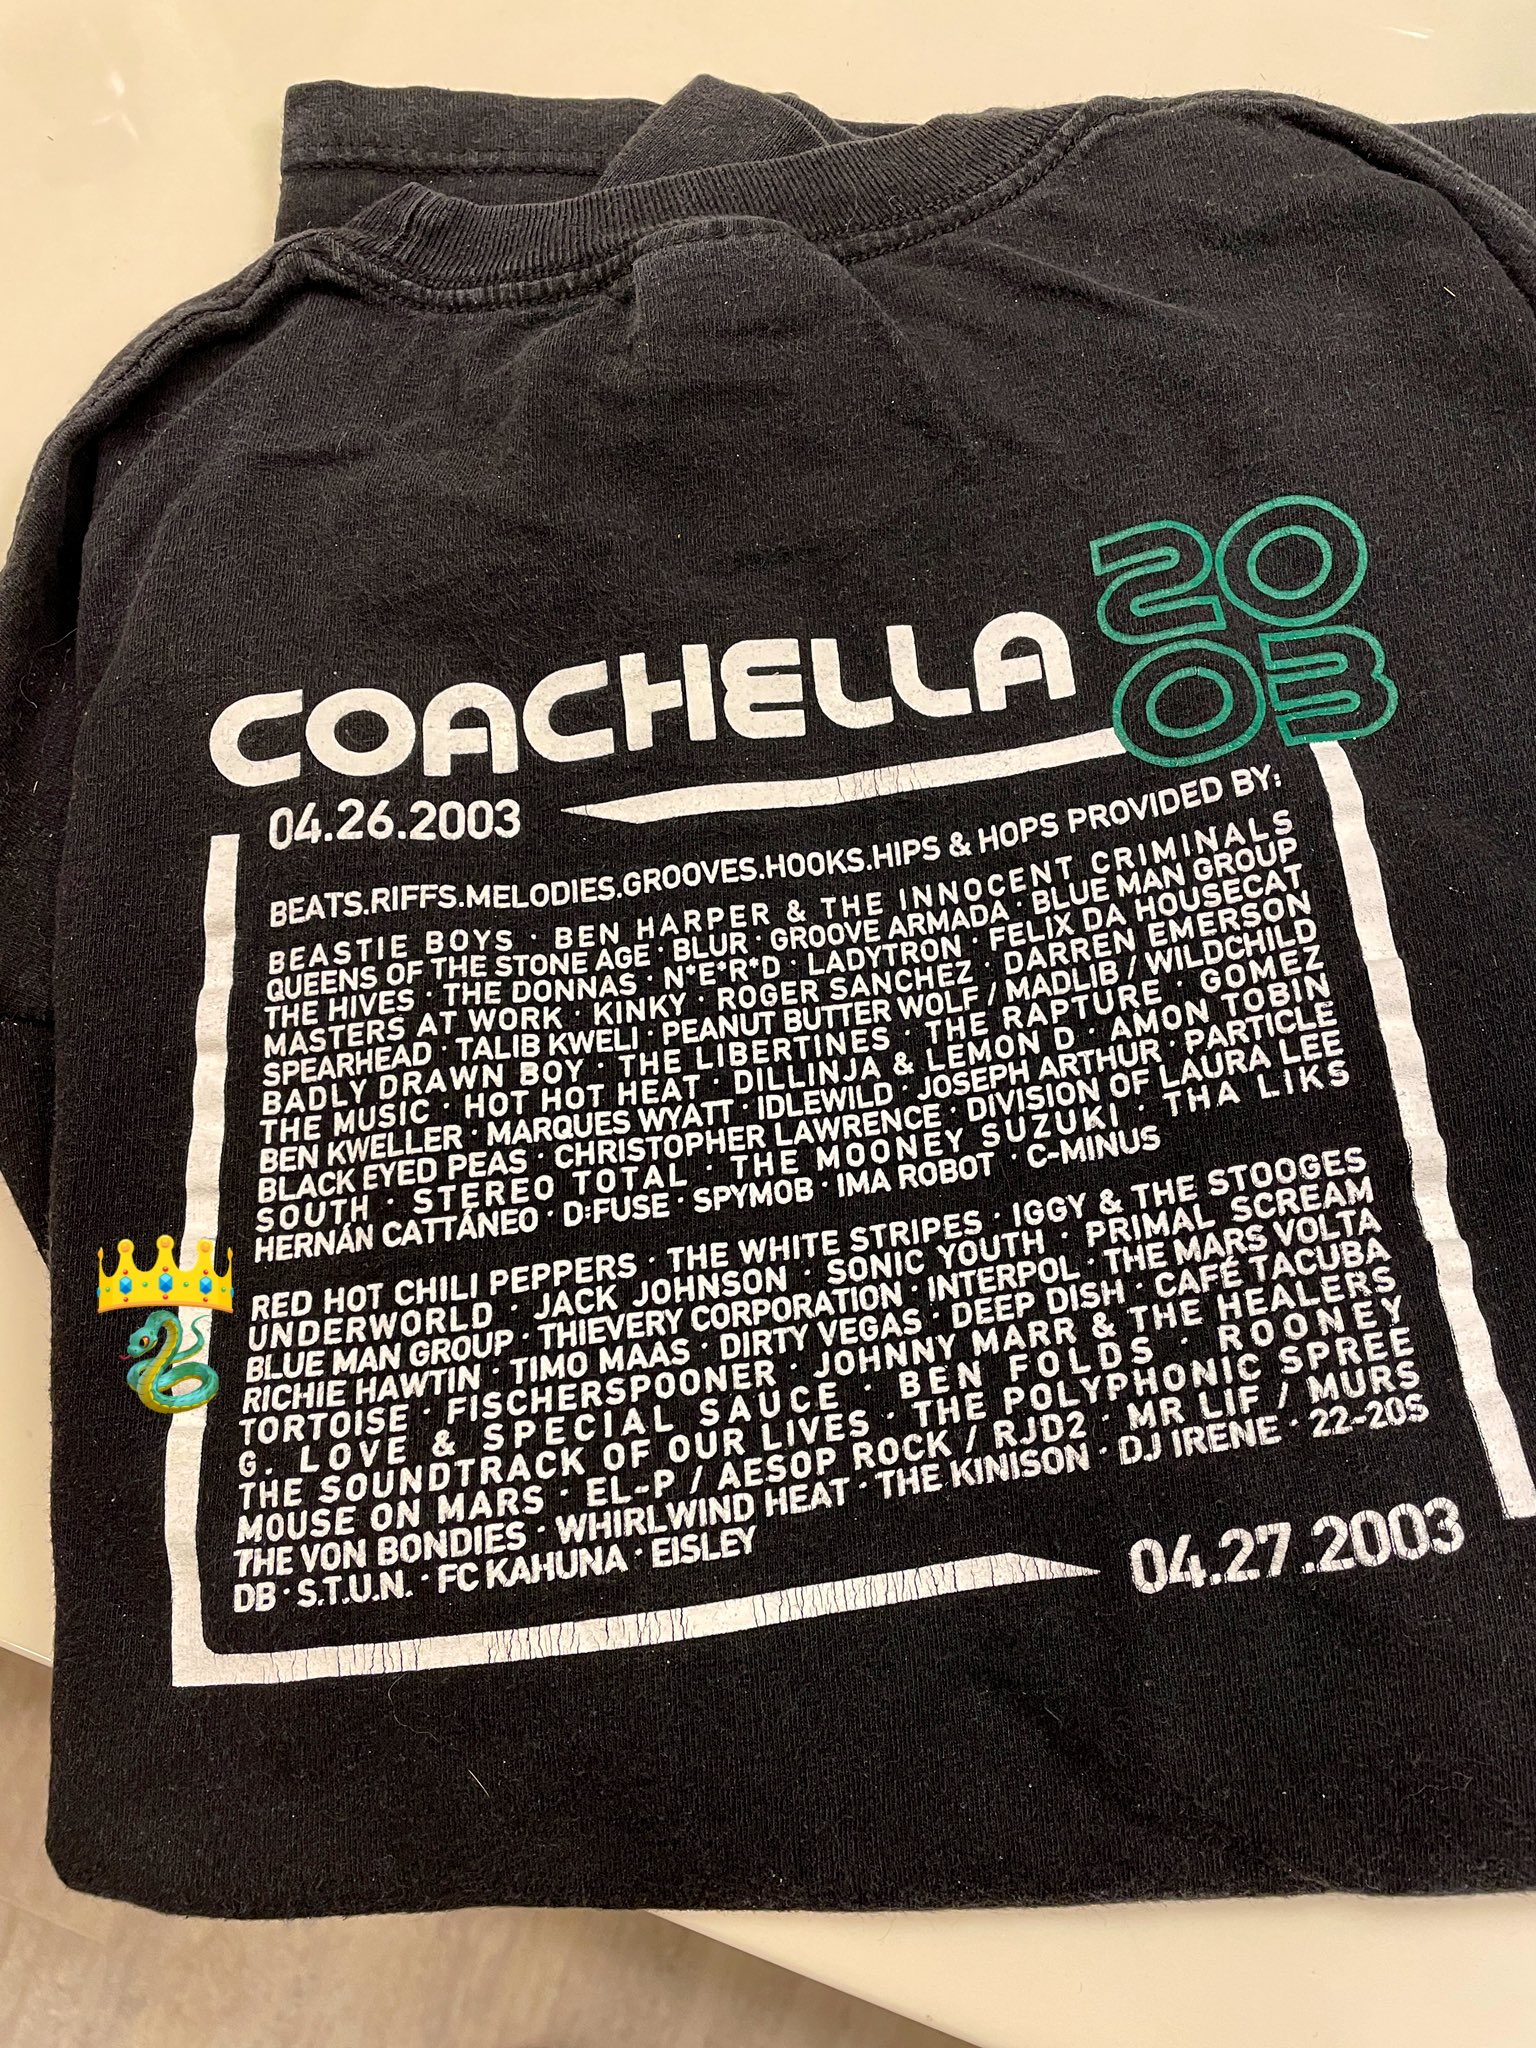 COACHELLA
20
03
04.26.2003
BEATS.RIFFS.MELODIES.GROOVES.HOOKS.HIPS & HOPS PROVIDED BY:
BEASTIE BOYS · BEN HARPER & THE INNOCENT CRIMINALS
QUEENS OF THE STONE AGE · BLUR · GROOVE ARMADA · BLUE MAN GROUP
THE HIVES · THE DONNAS · N*E*R*D · LADYTRON · FELIX DA HOUSECAT
MASTERS AT WORK · KINKY · ROGER SANCHEZ · DARREN EMERSON
SPEARHEAD · TALIB KWELI · PEANUT BUTTER WOLF / MADLIB / WILDCHILD
BADLY DRAWN BOY · THE LIBERTINES · THE RAPTURE · GOMEZ
THE MUSIC · HOT HOT HEAT · DILLINJA & LEMON D · AMON TOBIN
BEN KWELLER · MARQUES WYATT · IDLEWILD · JOSEPH ARTHUR · PARTICLE
BLACK EYED PEAS · CHRISTOPHER LAWRENCE · DIVISION OF LAURA LEE
SOUTH · STEREO TOTAL · THE MOONEY SUZUKI · THA LIKS
HERNÁN CATTÁNEO · D:FUSE · SPYMOB · IMA ROBOT · C-MINUS
RED HOT CHILI PEPPERS · THE WHITE STRIPES · IGGY & THE STOOGES
UNDERWORLD · JACK JOHNSON · SONIC YOUTH · PRIMAL SCREAM
BLUE MAN GROUP · THIEVERY CORPORATION · INTERPOL · THE MARS VOLTA
RICHIE HAWTIN · TIMO MAAS · DIRTY VEGAS · DEEP DISH · CAFÉ TACUBA
TORTOISE · FISCHERSPOONER · JOHNNY MARR & THE HEALERS
G. LOVE & SPECIAL SAUCE · BEN FOLDS · ROONEY
THE SOUNDTRACK OF OUR LIVES · THE POLYPHONIC SPREE
MOUSE ON MARS · EL-P / AESOP ROCK / RJD2 · MR LIF / MURS
THE VON BONDIES · WHIRLWIND HEAT · THE KINISON · DJ IRENE · 22-20S
DB · S.T.U.N. · FC KAHUNA · EISLEY
04.27.2003